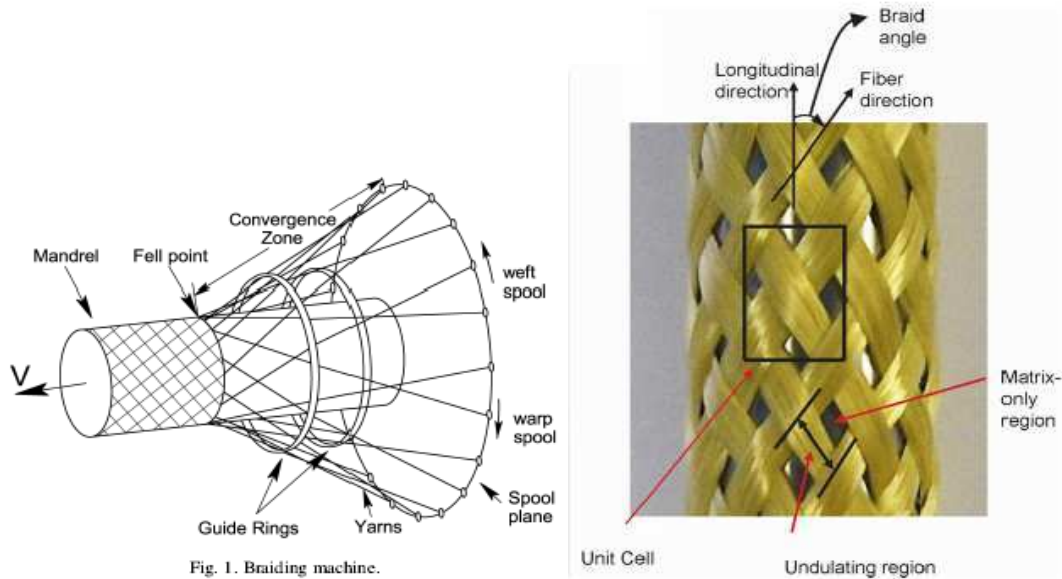 Convergence
Zone
Mandrel
Fell point
weft
spool
V
warp
spool
Spool
plane
Guide Rings
Yarns
Fig. 1. Braiding machine.
Braid
angle
Longitudinal
direction
Fiber
direction
Matrix-
only
region
Unit Cell
Undulating region